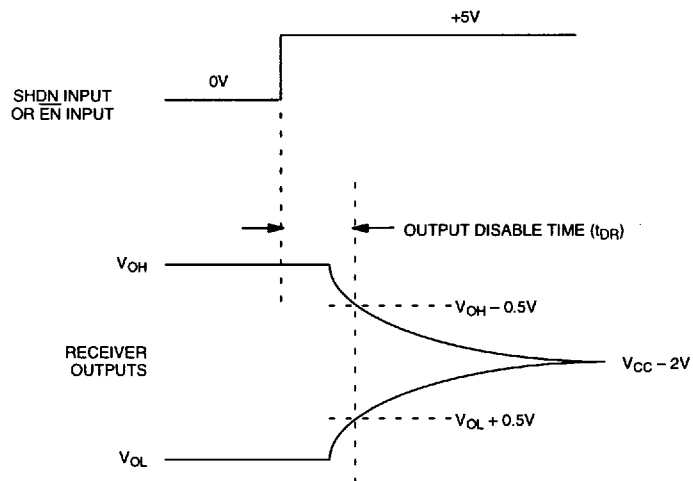 +5V
0V
SHDN INPUT
OR E̅N̅ INPUT
OUTPUT DISABLE TIME (tDR)
VOH
VOH – 0.5V
RECEIVER
OUTPUTS
VCC – 2V
VOL + 0.5V
VOL